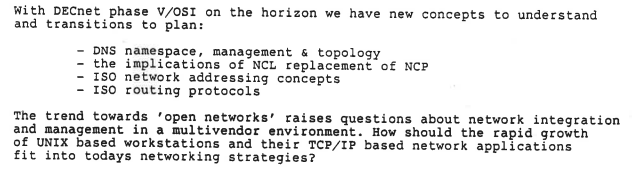 With DECnet phase V/OSI on the horizon we have new concepts to understand
and transitions to plan:
- DNS namespace, management & topology
- the implications of NCL replacement of NCP
- ISO network addressing concepts
- ISO routing protocols
The trend towards 'open networks' raises questions about network integration
and management in a multivendor environment. How should the rapid growth
of UNIX based workstations and their TCP/IP based network applications
fit into todays networking strategies?